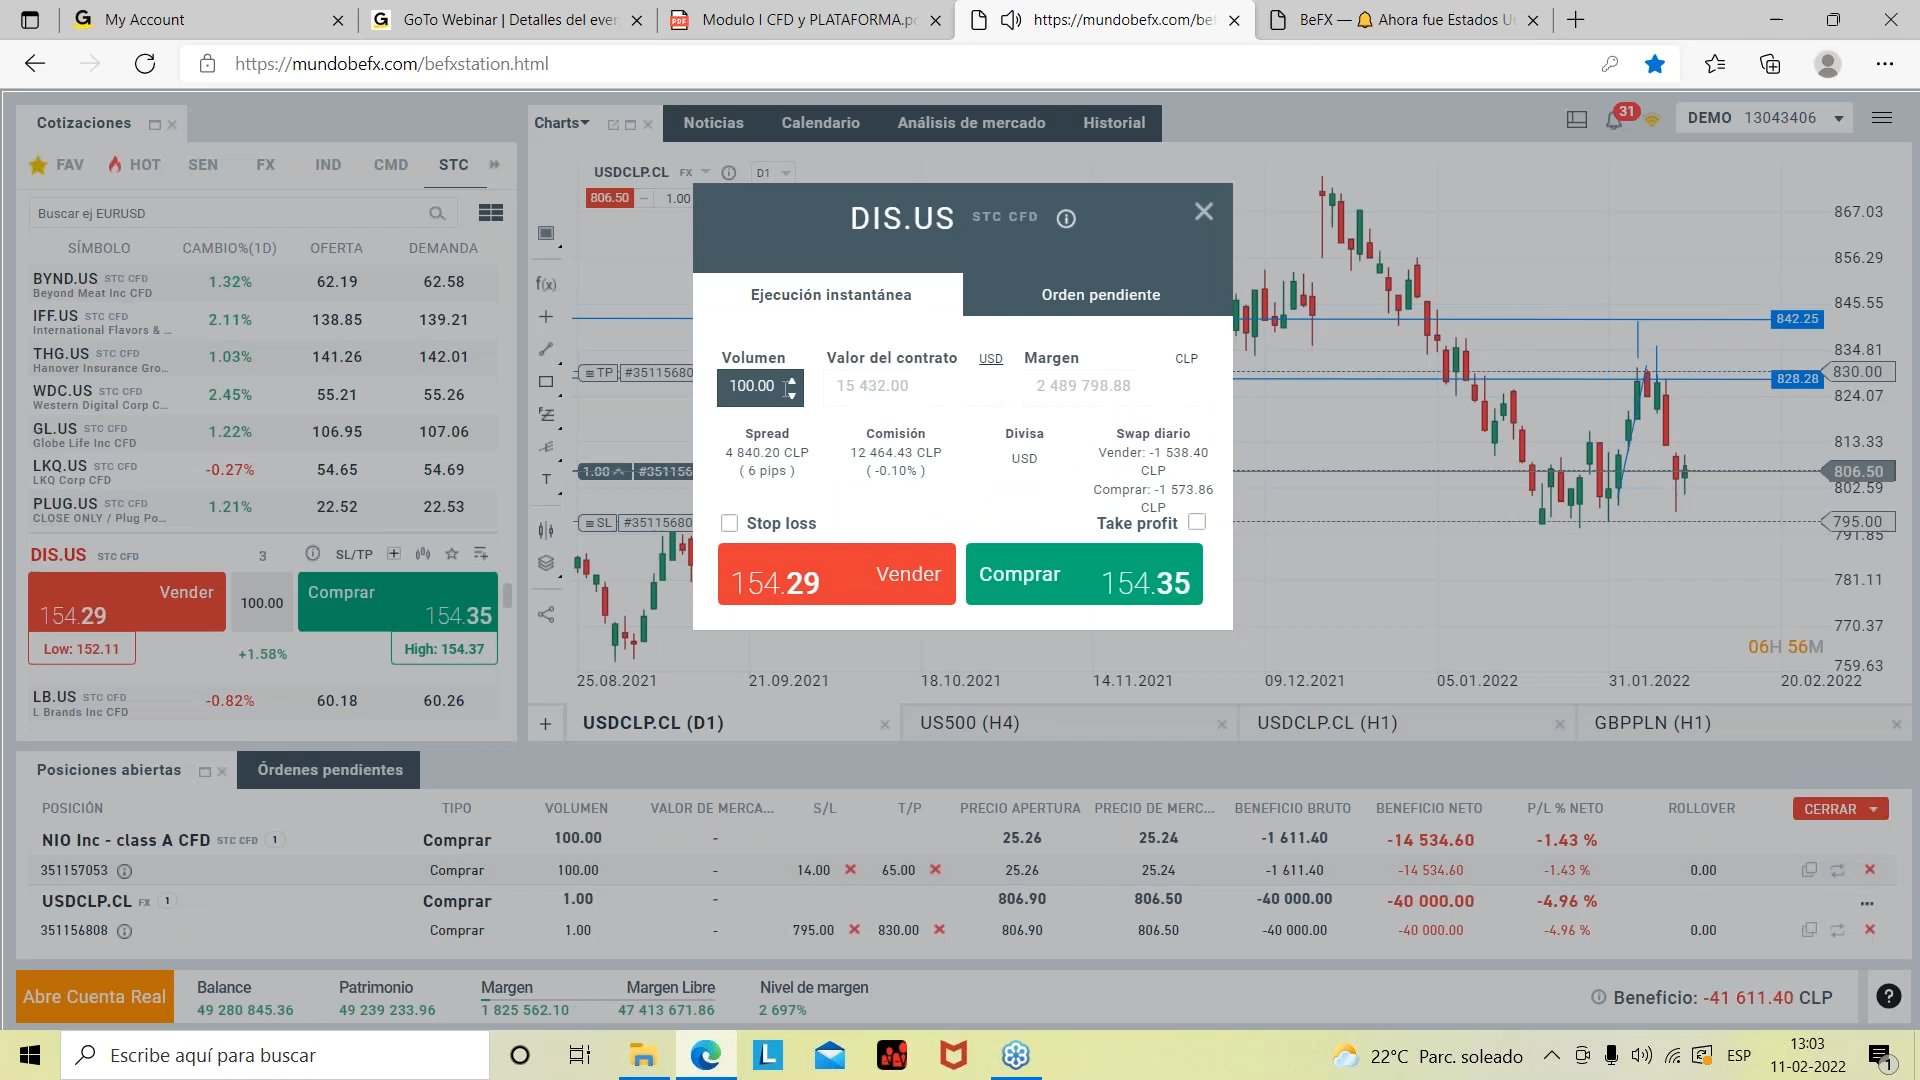 My Account
GoTo Webinar | Detalles del eve
Modulo I CFD y PLATAFORMA.p
https://mundobefx.com/be
BeFX — 🔔 Ahora fue Estados U
https://mundobefx.com/befxstation.html
Cotizaciones
Charts
Noticias
Calendario
Análisis de mercado
Historial
31
DEMO 13043406
FAV
HOT
SEN
FX
IND
CMD
STC
Buscar ej EURUSD
SÍMBOLO CAMBIO%(1D) OFERTA DEMANDA
BYND.US STC CFD 1.32% 62.19 62.58
Beyond Meat Inc CFD
IFF.US STC CFD 2.11% 138.85 139.21
International Flavors & ...
THG.US STC CFD 1.03% 141.26 142.01
Hanover Insurance Gro...
WDC.US STC CFD 2.45% 55.21 55.26
Western Digital Corp C...
GL.US STC CFD 1.22% 106.95 107.06
Globe Life Inc CFD
LKQ.US STC CFD -0.27% 54.65 54.69
LKQ Corp CFD
PLUG.US STC CFD 1.21% 22.52 22.53
CLOSE ONLY / Plug Po...
DIS.US STC CFD 3 SL/TP
Vender 154.29
100.00
Comprar 154.35
Low: 152.11
+1.58%
High: 154.37
LB.US STC CFD -0.82% 60.18 60.26
L Brands Inc CFD
USDCLP.CL FX D1
806.50 1.00
f(x)
T
TP #35115680
1.00 #3511568
SL #35115680
DIS.US STC CFD
Ejecución instantánea
Orden pendiente
Volumen Valor del contrato USD Margen CLP
100.00 15 432.00 2 489 798.88
Spread Comisión Divisa Swap diario
4 840.20 CLP 12 464.43 CLP USD Vender: -1 538.40
( 6 pips ) ( -0.10% ) CLP
Comprar: -1 573.86
CLP
Stop loss
Take profit
154.29 Vender
Comprar 154.35
867.03
856.29
845.55
842.25
834.81
830.00
828.28
824.07
813.33
806.50
802.59
795.00
791.85
781.11
770.37
759.63
06H 56M
25.08.2021 21.09.2021 18.10.2021 14.11.2021 09.12.2021 05.01.2022 31.01.2022 20.02.2022
USDCLP.CL (D1)
US500 (H4)
USDCLP.CL (H1)
GBPPLN (H1)
Posiciones abiertas
Órdenes pendientes
POSICIÓN TIPO VOLUMEN VALOR DE MERCA... S/L T/P PRECIO APERTURA PRECIO DE MERC... BENEFICIO BRUTO BENEFICIO NETO P/L % NETO ROLLOVER CERRAR
NIO Inc - class A CFD STC CFD 1 Comprar 100.00 - 25.26 25.24 -1 611.40 -14 534.60 -1.43 %
351157053 Comprar 100.00 - 14.00 65.00 25.26 25.24 -1 611.40 -14 534.60 -1.43 % 0.00
USDCLP.CL FX 1 Comprar 1.00 - 806.90 806.50 -40 000.00 -40 000.00 -4.96 %
351156808 Comprar 1.00 - 795.00 830.00 806.90 806.50 -40 000.00 -40 000.00 -4.96 % 0.00
Abre Cuenta Real
Balance Patrimonio Margen Margen Libre Nivel de margen
49 280 845.36 49 239 233.96 1 825 562.10 47 413 671.86 2 697%
Beneficio: -41 611.40 CLP
Escribe aquí para buscar
L
22°C Parc. soleado
ESP
13:03
11-02-2022
1